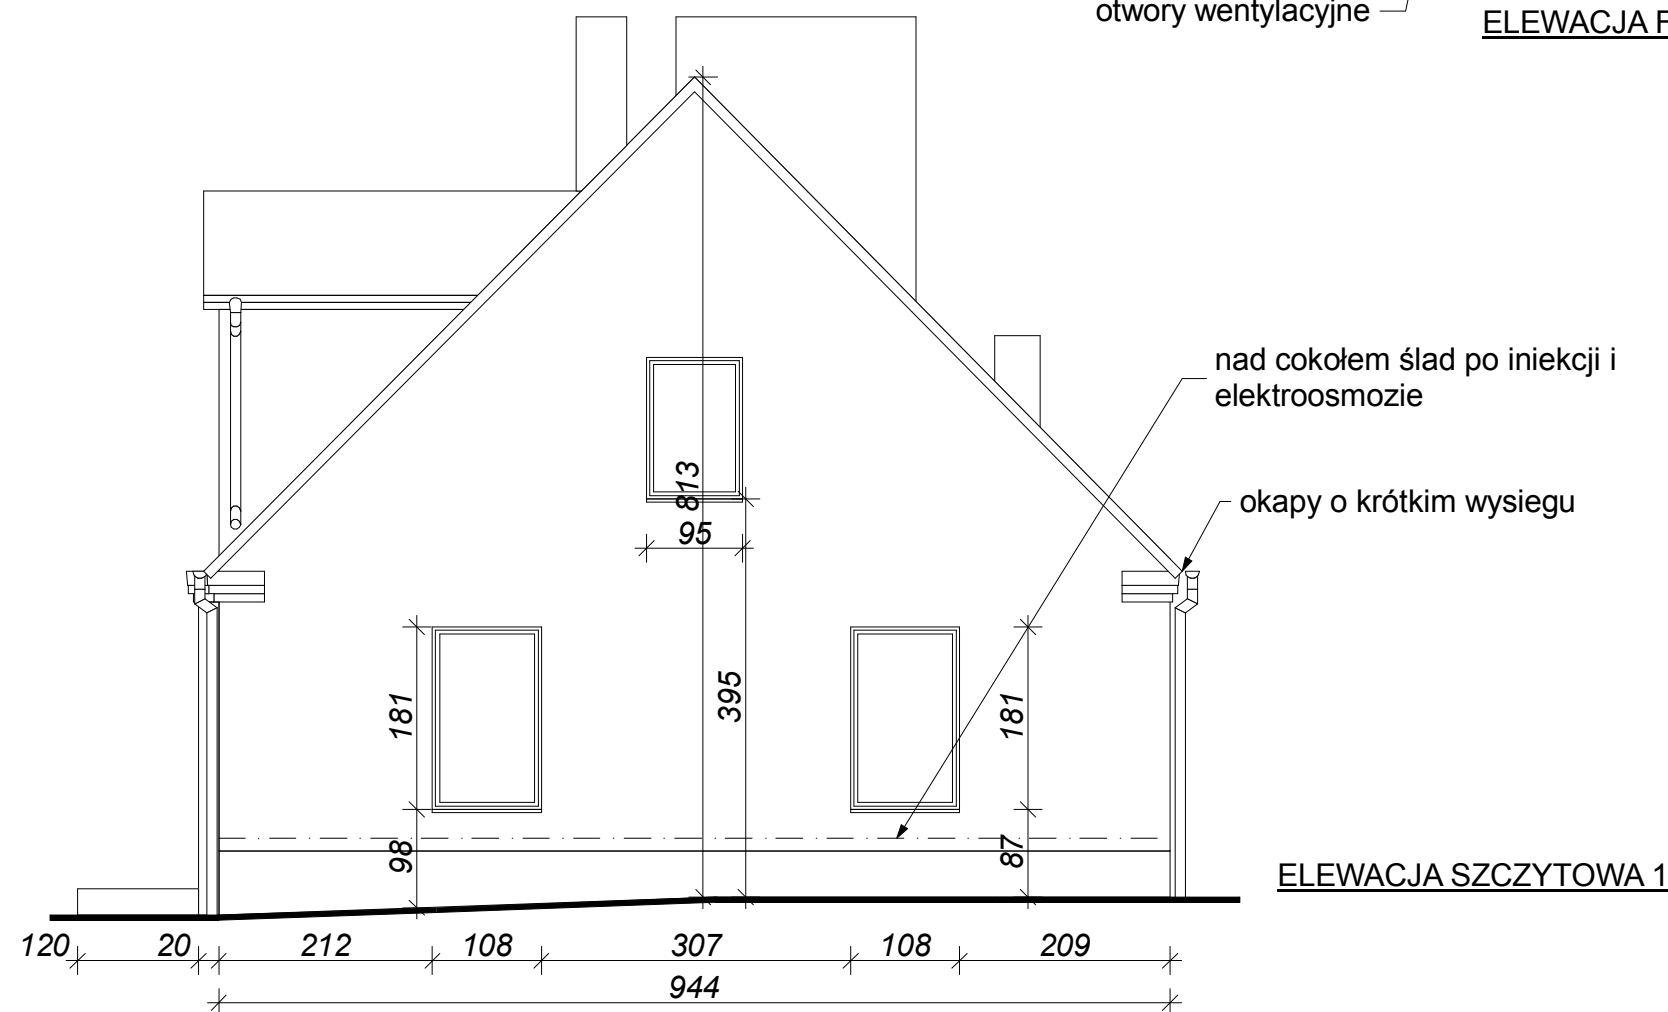 otwory wentylacyjne
ELEWACJA F
nad cokołem ślad po iniekcji i
elektroosmozie
813
okapy o krótkim wysięgu
95
181
395
181
98
87
ELEWACJA SZCZYTOWA 1
120 20 212 108 307 108 209
944